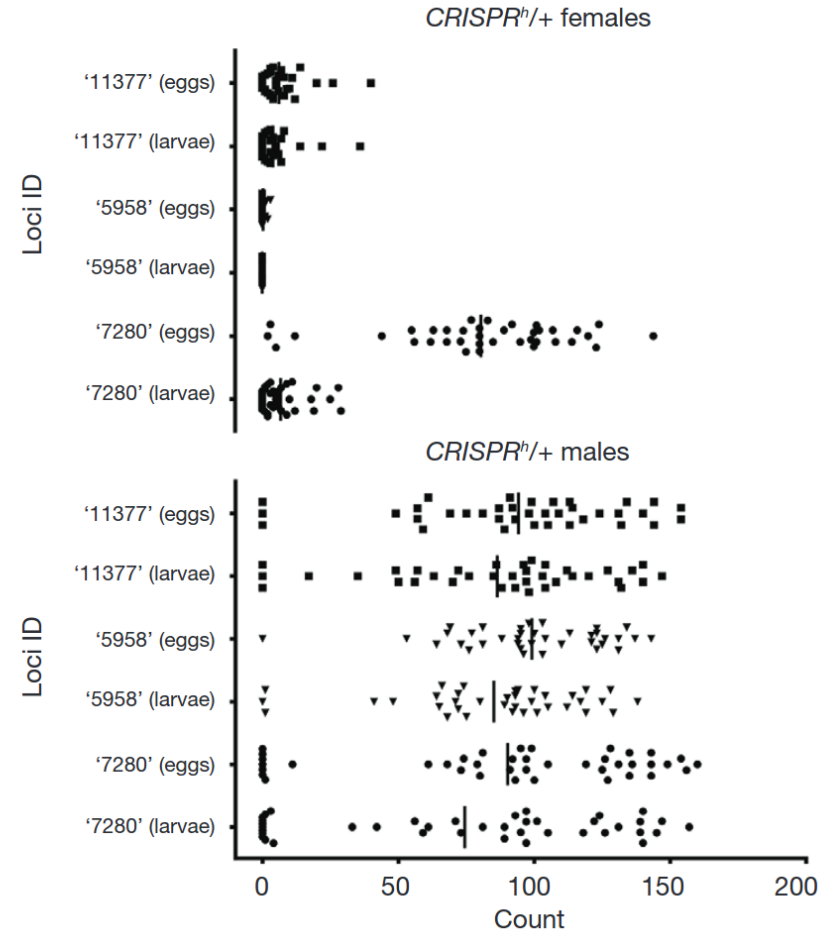 CRISPRʰ/+ females
Loci ID
‘11377’ (eggs)
‘11377’ (larvae)
‘5958’ (eggs)
‘5958’ (larvae)
‘7280’ (eggs)
‘7280’ (larvae)
CRISPRʰ/+ males
Loci ID
‘11377’ (eggs)
‘11377’ (larvae)
‘5958’ (eggs)
‘5958’ (larvae)
‘7280’ (eggs)
‘7280’ (larvae)
0 50 100 150 200
Count